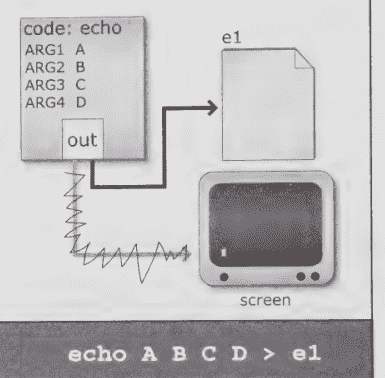 code: echo
ARG1 A
ARG2 B
ARG3 C
ARG4 D
out
e1
screen
echo A B C D > e1